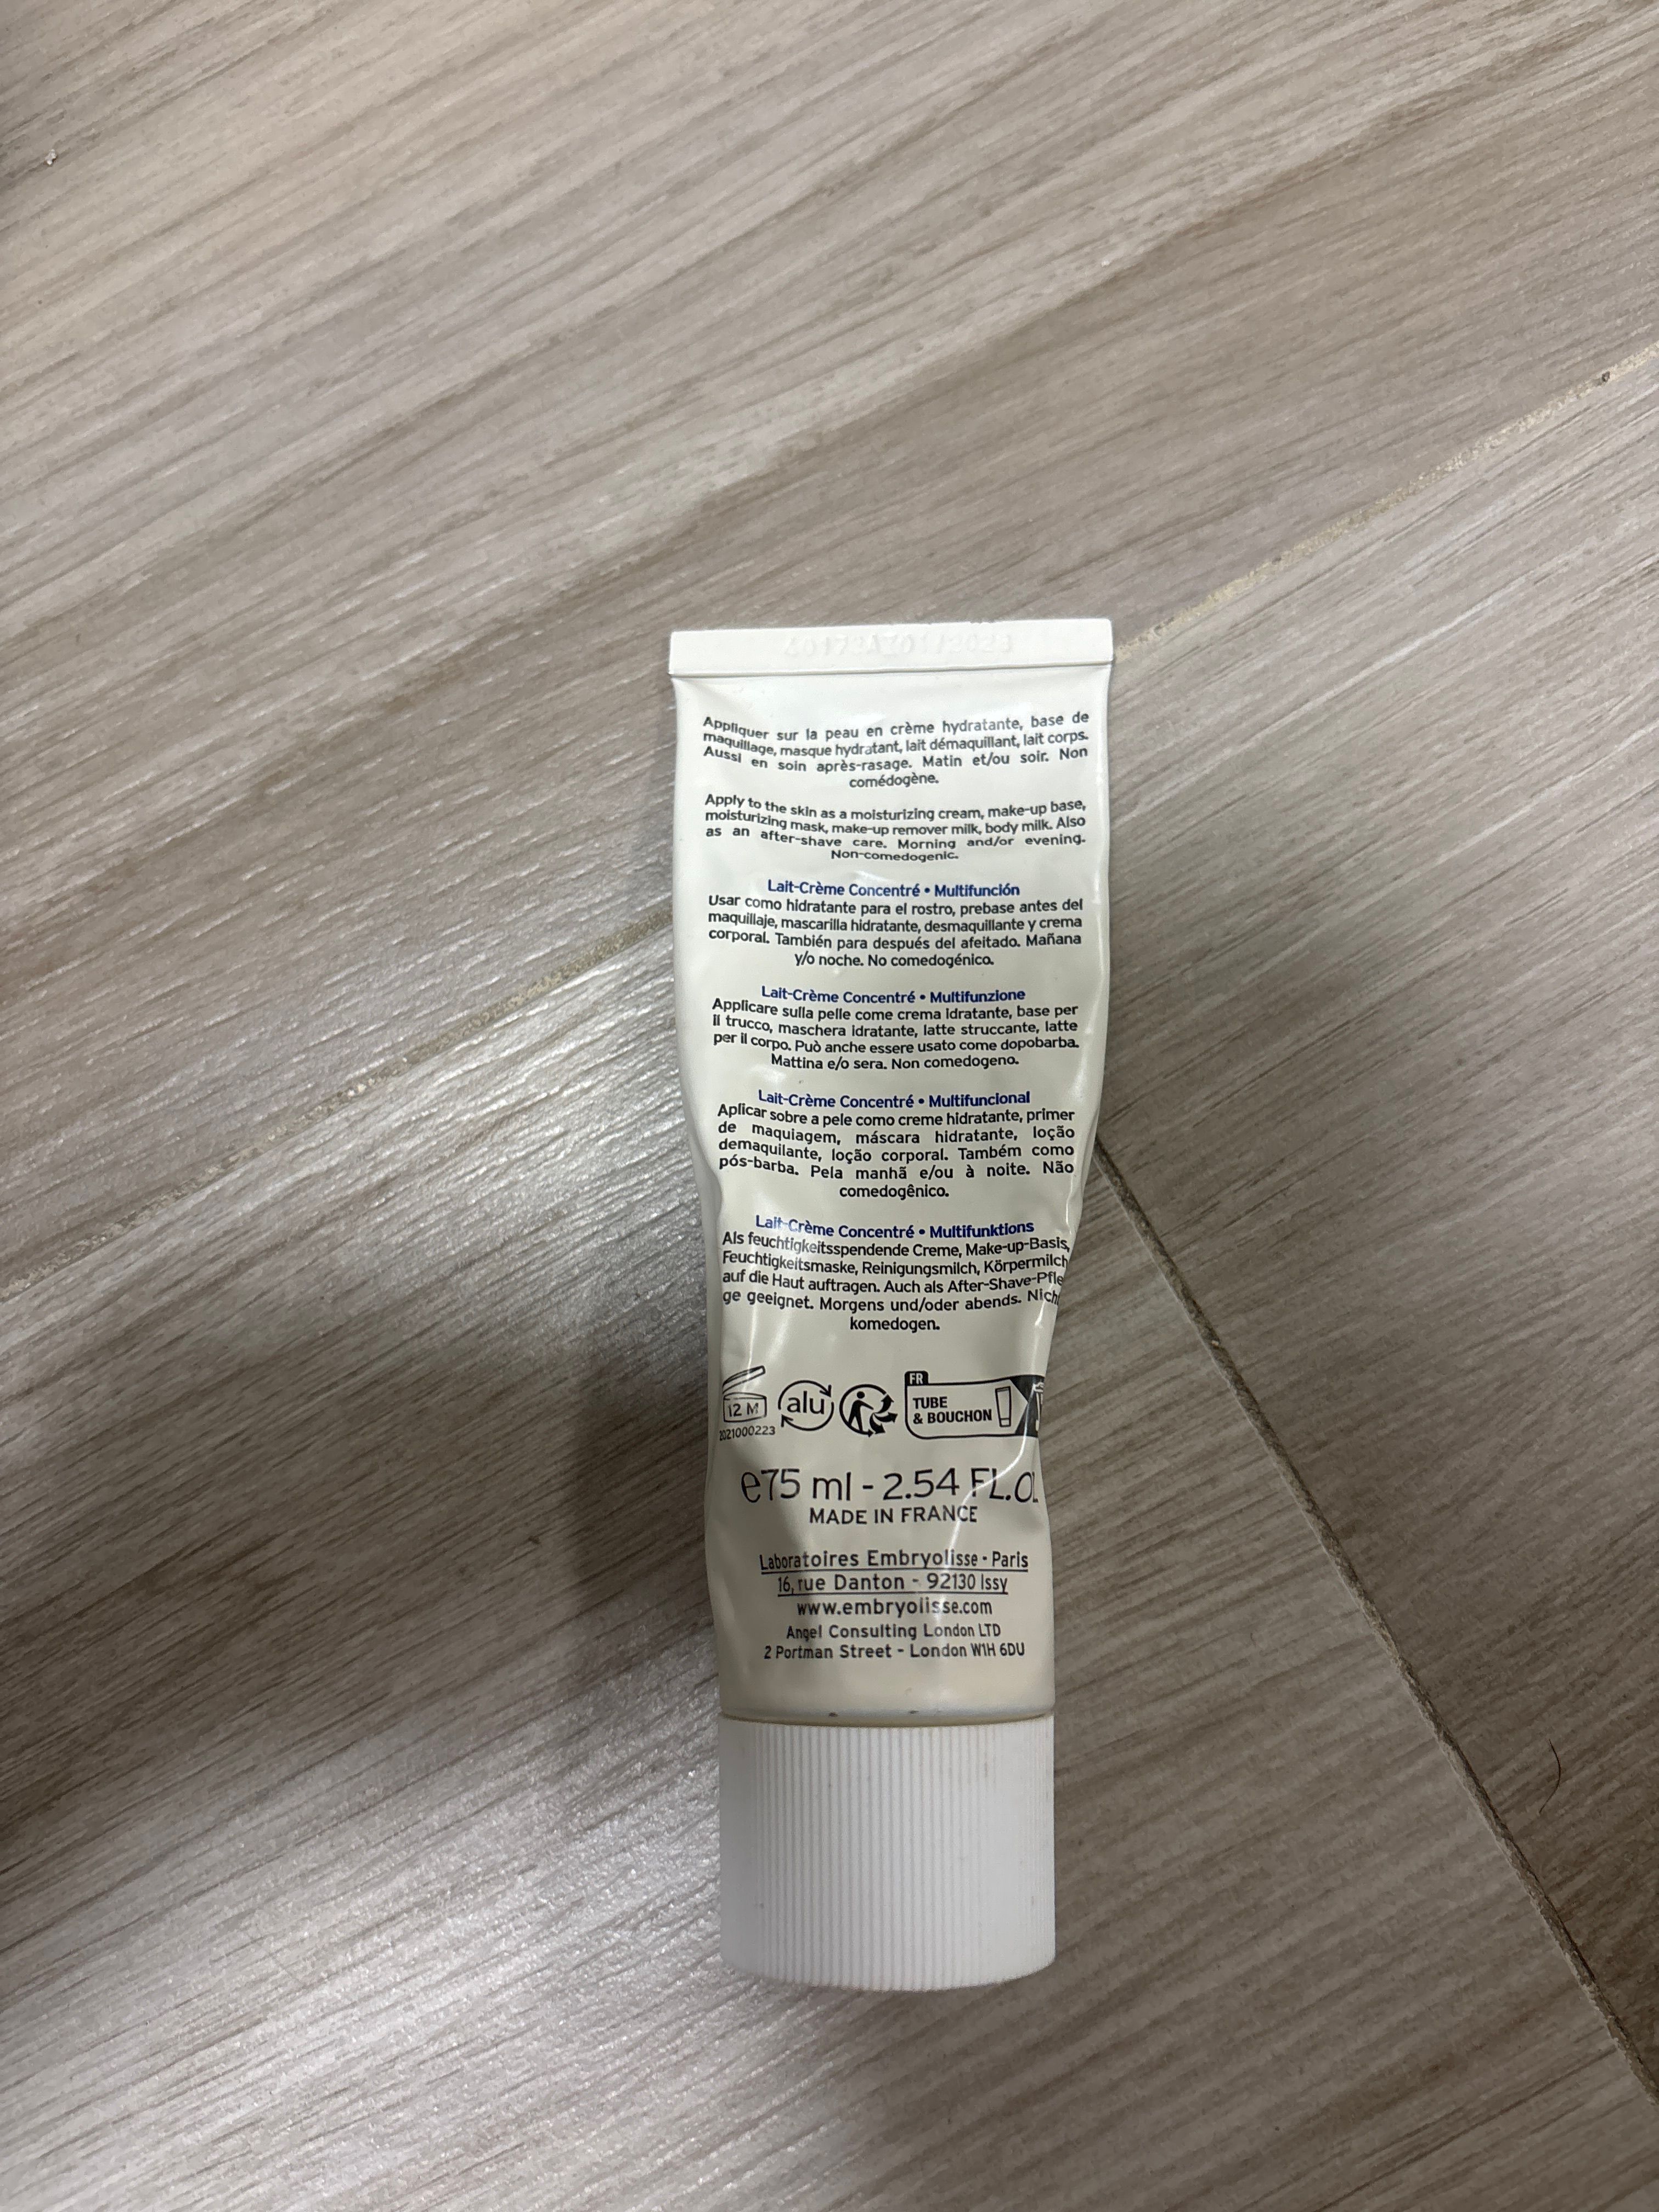 Appliquer sur la peau en crème hydratante, base de
maquillage, masque hydratant, lait démaquillant, lait corps.
Aussi en soin après-rasage. Matin et/ou soir. Non
comédogène.
Apply to the skin as a moisturizing cream, make-up base,
moisturizing mask, make-up remover milk, body milk. Also
as an after-shave care. Morning and/or evening.
Non-comedogenic.
Lait-Crème Concentré • Multifunción
Usar como hidratante para el rostro, prebase antes del
maquillaje, mascarilla hidratante, desmaquillante y crema
corporal. También para después del afeitado. Mañana
y/o noche. No comedogénico.
Lait-Crème Concentré • Multifunzione
Applicare sulla pelle come crema idratante, base per
il trucco, maschera idratante, latte struccante, latte
per il corpo. Può anche essere usato come dopobarba.
Mattina e/o sera. Non comedogeno.
Lait-Crème Concentré • Multifuncional
Aplicar sobre a pele como creme hidratante, primer
de maquiagem, máscara hidratante, loção
demaquilante, loção corporal. Também como
pós-barba. Pela manhã e/ou à noite. Não
comedogênico.
Lait-Crème Concentré • Multifunktions
Als feuchtigkeitsspendende Creme, Make-up-Basis,
Feuchtigkeitsmaske, Reinigungsmilch, Körpermilch
auf die Haut auftragen. Auch als After-Shave-Pfle
ge geeignet. Morgens und/oder abends. Nich
komedogen.
12 M
2021000223
alu
FR
TUBE
& BOUCHON
e75 ml - 2.54 FL.O
MADE IN FRANCE
Laboratoires Embryolisse - Paris
16, rue Danton - 92130 Issy
www.embryolisse.com
Angel Consulting London LTD
2 Portman Street - London W1H 6DU